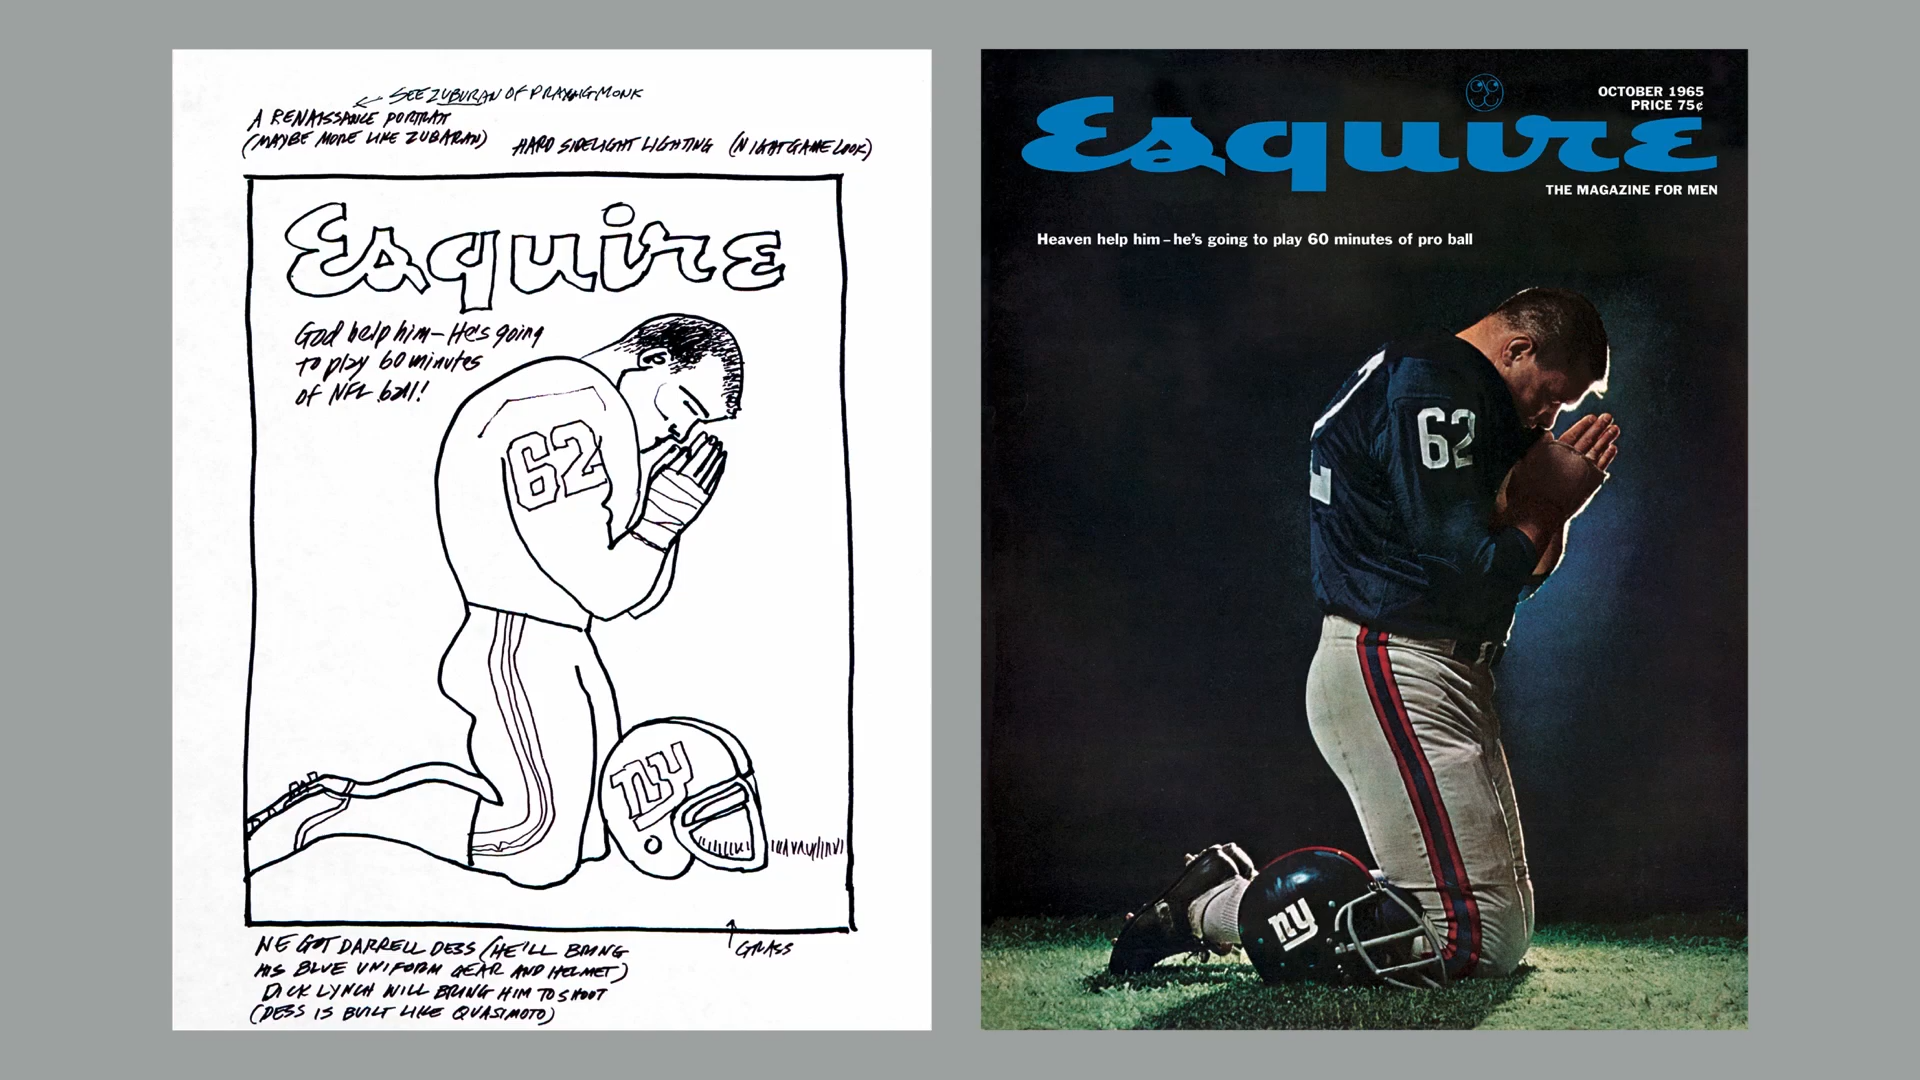 SEE ZUBURAN OF PRAYING MONK
A RENAISSANCE PORTRAIT
(MAYBE MORE LIKE ZUBARAN)
HARD SIDELIGHT LIGHTING (NIGHT GAME LOOK)
Esquire
God help him—He's going
to play 60 minutes
of NFL ball!
62
ny
WE GOT DARRELL DESS (HE'LL BRING
HIS BLUE UNIFORM GEAR AND HELMET)
DICK LYNCH WILL BRING HIM TO SHOOT
(DESS IS BUILT LIKE QUASIMOTO)
GRASS
OCTOBER 1965
PRICE 75¢
Esquire
THE MAGAZINE FOR MEN
Heaven help him–he's going to play 60 minutes of pro ball
62
2
ny